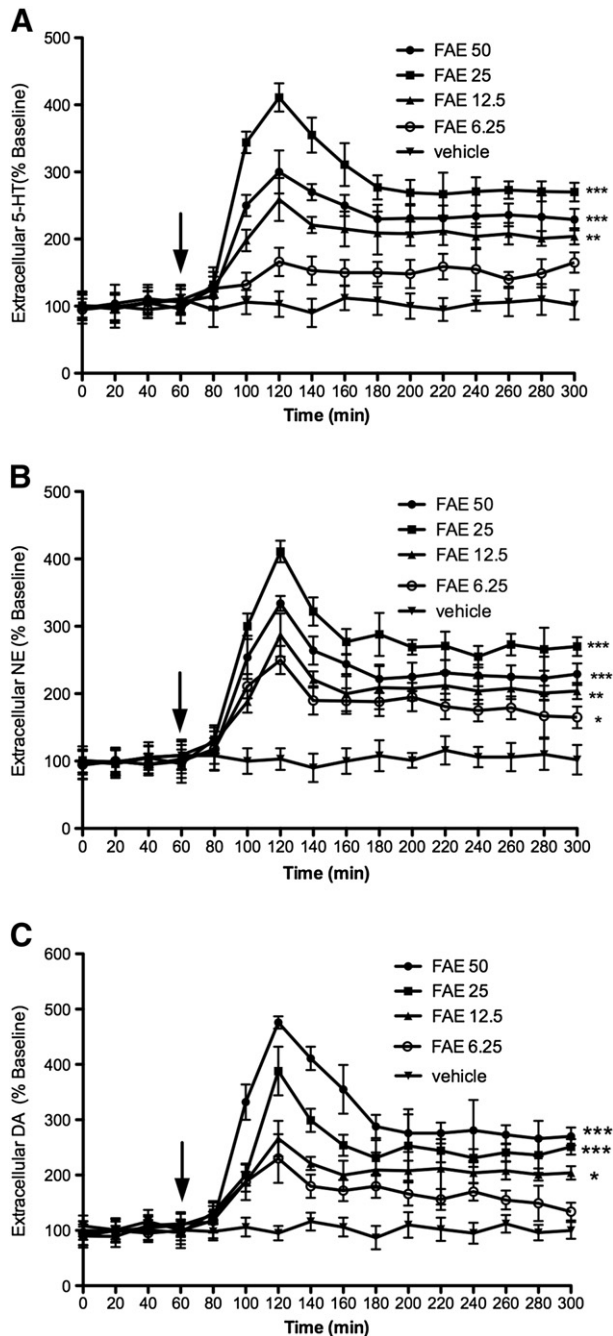 A
Extracellular 5-HT(% Baseline)
500
400
300
200
100
0
FAE 50
FAE 25
FAE 12.5
FAE 6.25
vehicle
***
***
**
0 20 40 60 80 100 120 140 160 180 200 220 240 260 280 300
Time (min)
B
Extracellular NE (% Baseline)
500
400
300
200
100
0
FAE 50
FAE 25
FAE 12.5
FAE 6.25
vehicle
***
***
**
*
0 20 40 60 80 100 120 140 160 180 200 220 240 260 280 300
Time (min)
C
Extracellular DA (% Baseline)
600
500
400
300
200
100
0
FAE 50
FAE 25
FAE 12.5
FAE 6.25
vehicle
***
***
*
0 20 40 60 80 100 120 140 160 180 200 220 240 260 280 300
Time (min)